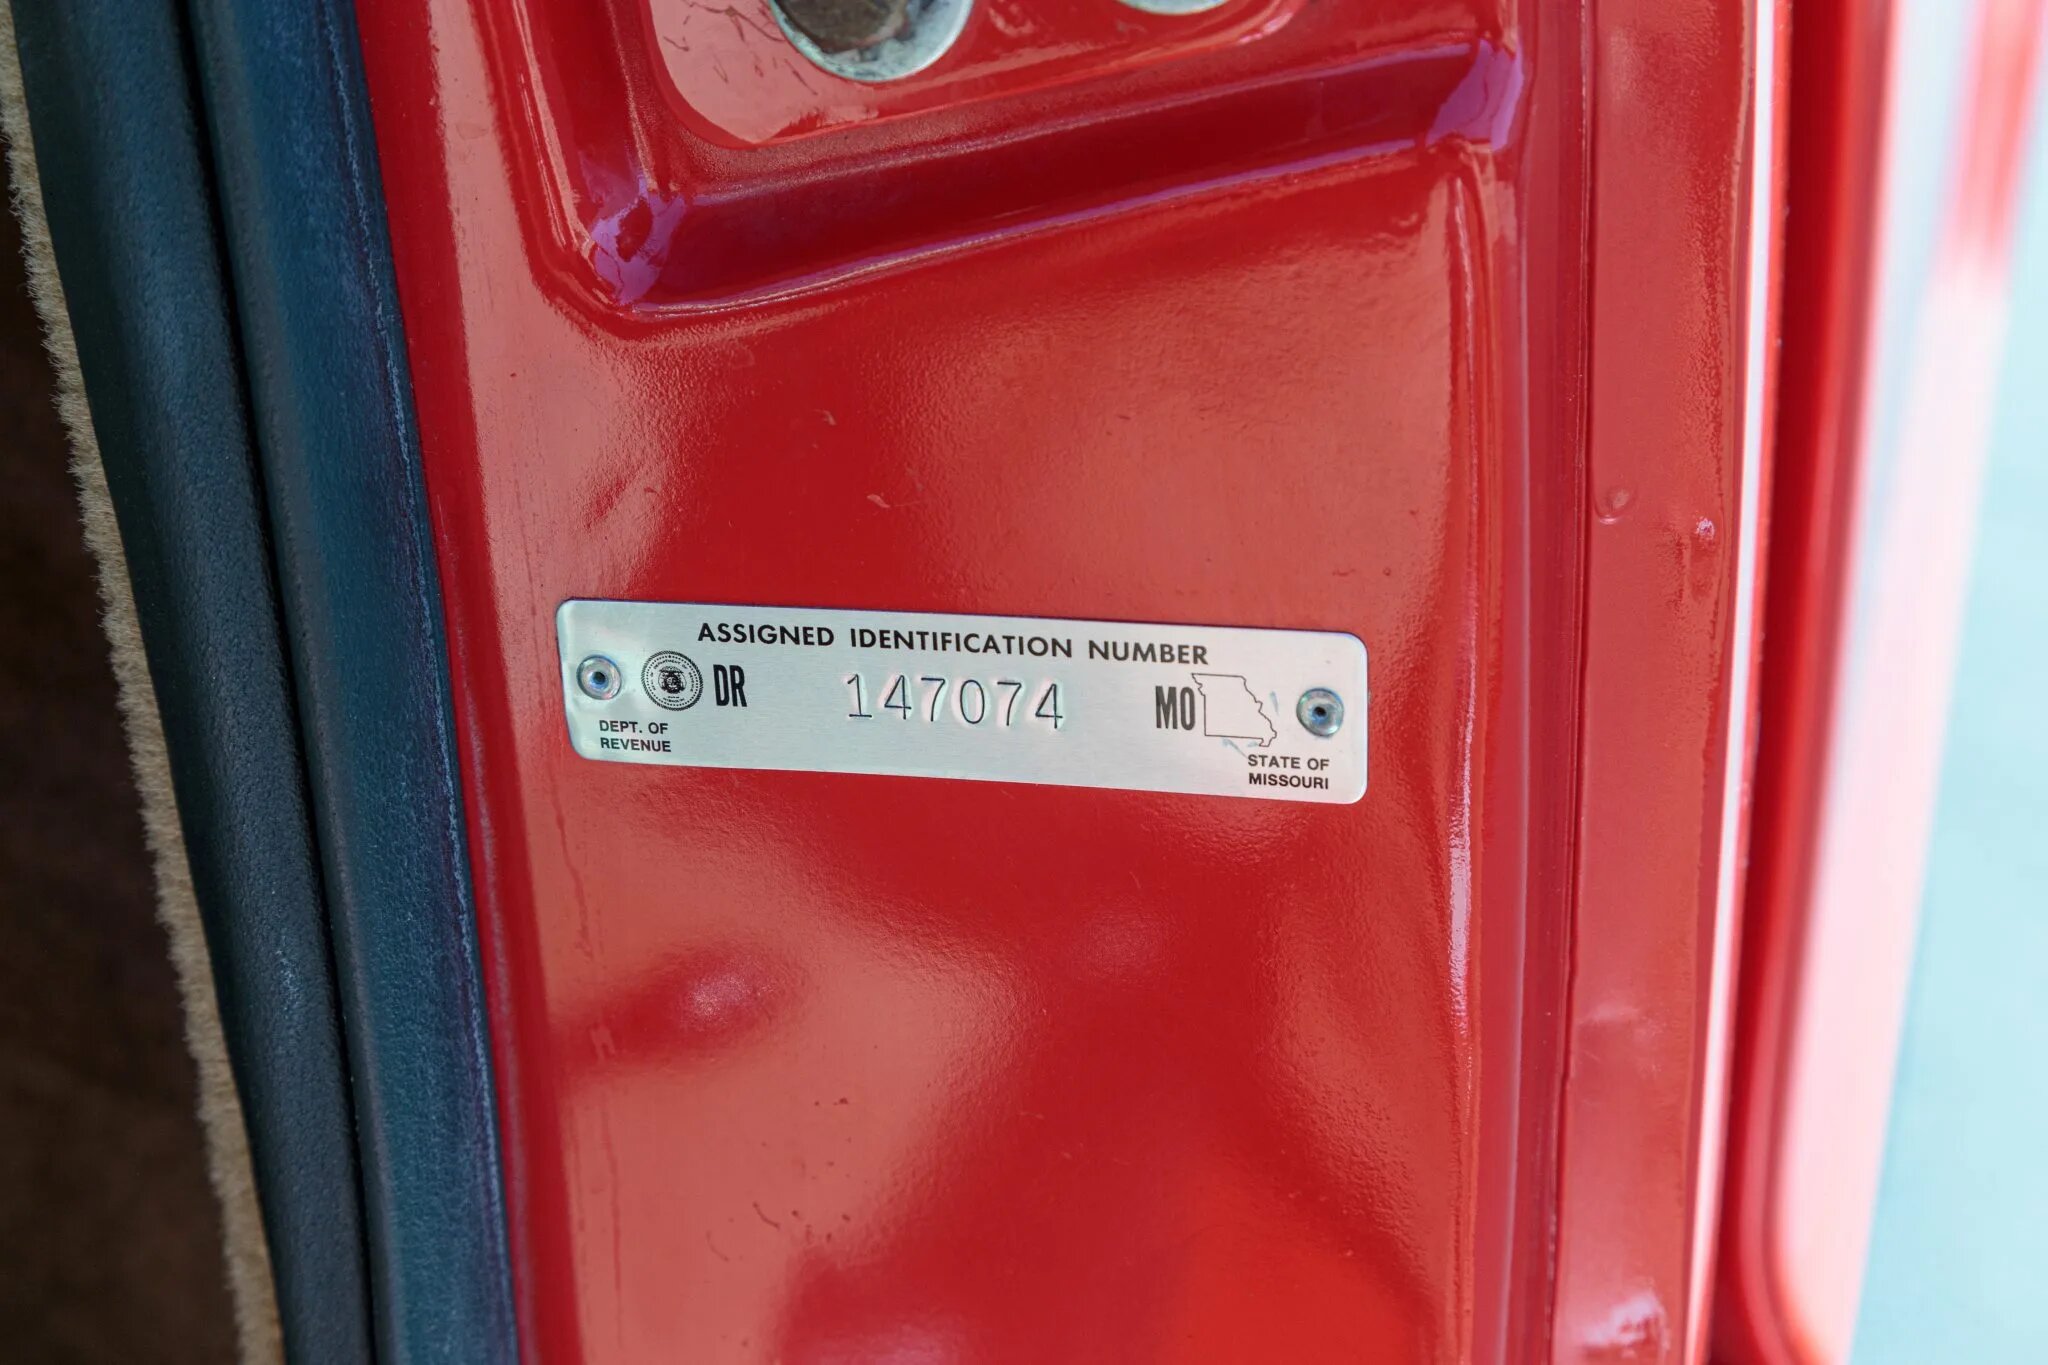 ASSIGNED IDENTIFICATION NUMBER
DR 147074 MO
DEPT. OF
REVENUE
STATE OF
MISSOURI